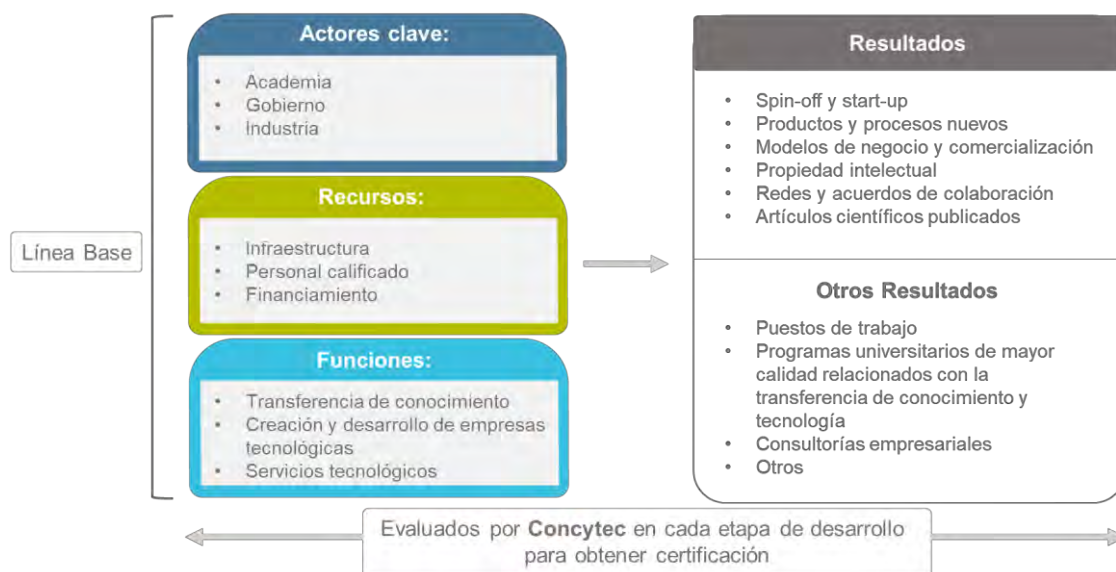 Línea Base
Actores clave:
• Academia
• Gobierno
• Industria
Recursos:
• Infraestructura
• Personal calificado
• Financiamiento
Funciones:
• Transferencia de conocimiento
• Creación y desarrollo de empresas
tecnológicas
• Servicios tecnológicos
Resultados
• Spin-off y start-up
• Productos y procesos nuevos
• Modelos de negocio y comercialización
• Propiedad intelectual
• Redes y acuerdos de colaboración
• Artículos científicos publicados
Otros Resultados
• Puestos de trabajo
• Programas universitarios de mayor
calidad relacionados con la
transferencia de conocimiento y
tecnología
• Consultorías empresariales
• Otros
Evaluados por Concytec en cada etapa de desarrollo
para obtener certificación